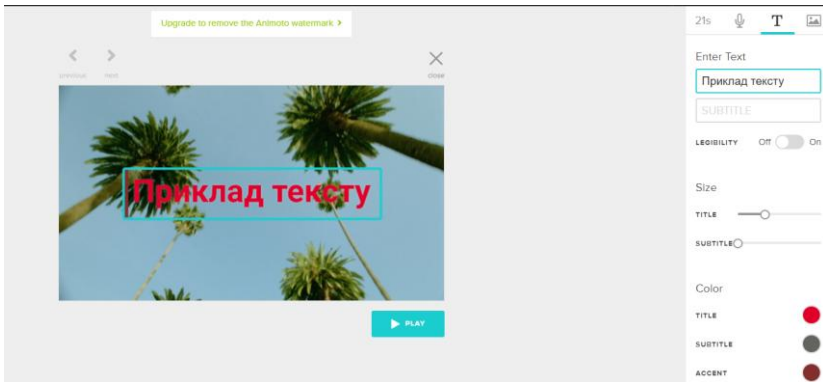 Upgrade to remove the Animoto watermark >
previous next
close
Приклад тексту
PLAY
21s T
Enter Text
Приклад тексту
SUBTITLE
LEGIBILITY Off On
Size
TITLE
SUBTITLE
Color
TITLE
SUBTITLE
ACCENT